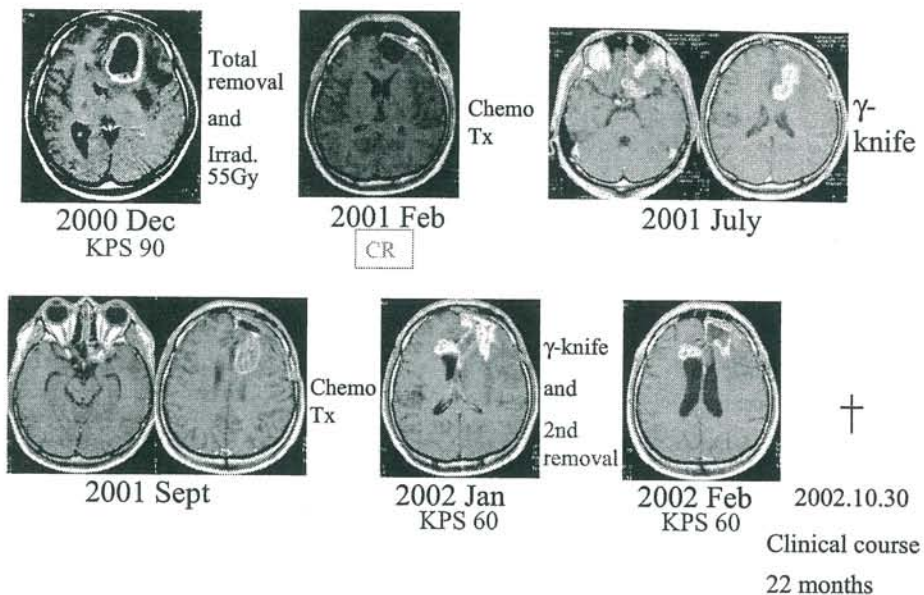 Total
removal
and
Irrad.
55Gy
2000 Dec
KPS 90
Chemo
Tx
2001 Feb
CR
2001 July
γ-
knife
2001 Sept
Chemo
Tx
2002 Jan
KPS 60
γ-knife
and
2nd
removal
2002 Feb
KPS 60
†
2002.10.30
Clinical course
22 months